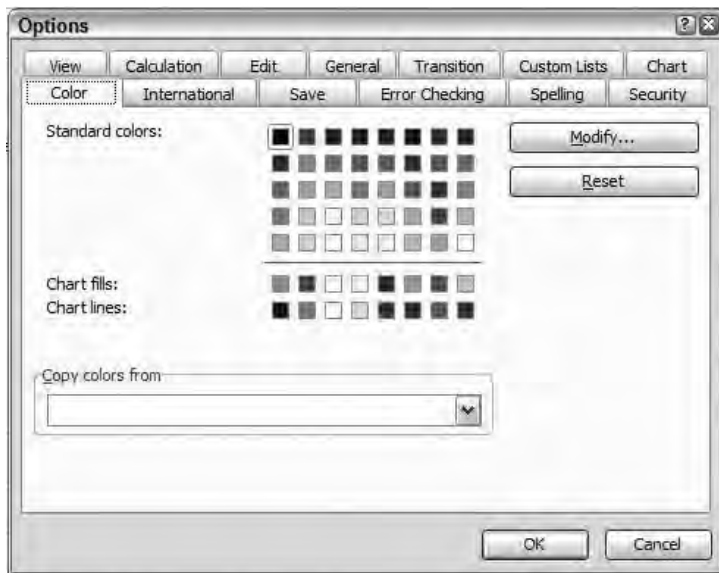 Options
View Calculation Edit General Transition Custom Lists Chart
Color International Save Error Checking Spelling Security
Standard colors:
Modify...
Reset
Chart fills:
Chart lines:
Copy colors from
OK Cancel